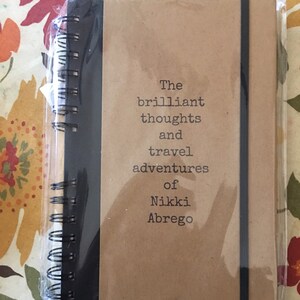 The
brilliant
thoughts
and
travel
adventures
of
Nikki
Abrego